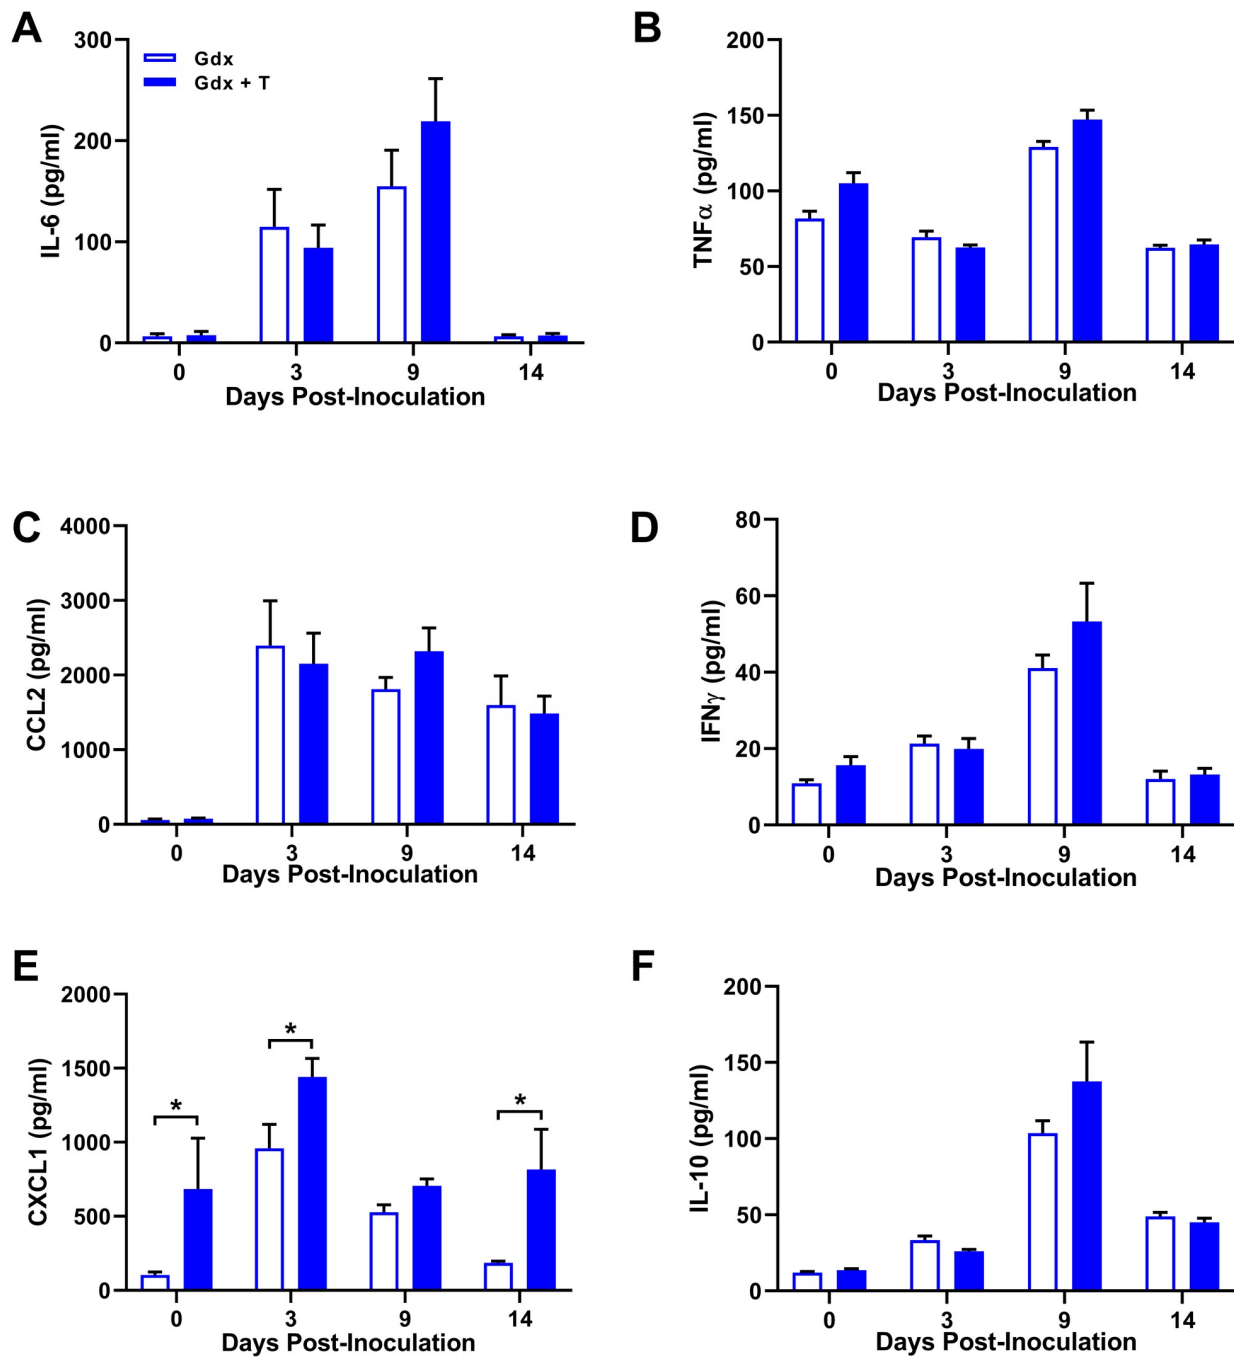 A
IL-6 (pg/ml)
300
200
100
0
Gdx
Gdx + T
0 3 9 14
Days Post-Inoculation
B
TNFα (pg/ml)
200
150
100
50
0
0 3 9 14
Days Post-Inoculation
C
CCL2 (pg/ml)
4000
3000
2000
1000
0
0 3 9 14
Days Post-Inoculation
D
IFNγ (pg/ml)
80
60
40
20
0
0 3 9 14
Days Post-Inoculation
E
CXCL1 (pg/ml)
2000
1500
1000
500
0
* * *
0 3 9 14
Days Post-Inoculation
F
IL-10 (pg/ml)
200
150
100
50
0
0 3 9 14
Days Post-Inoculation